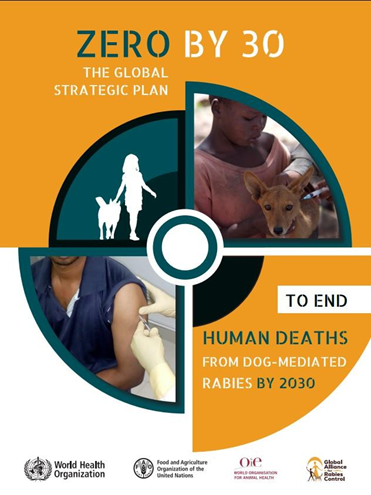 ZERO BY 30
THE GLOBAL
STRATEGIC PLAN
TO END
HUMAN DEATHS
FROM DOG-MEDIATED
RABIES BY 2030
World Health
Organization
Food and Agriculture
Organization of the
United Nations
Oie
WORLD ORGANISATION
FOR ANIMAL HEALTH
Global
Alliance
for
Rabies
Control